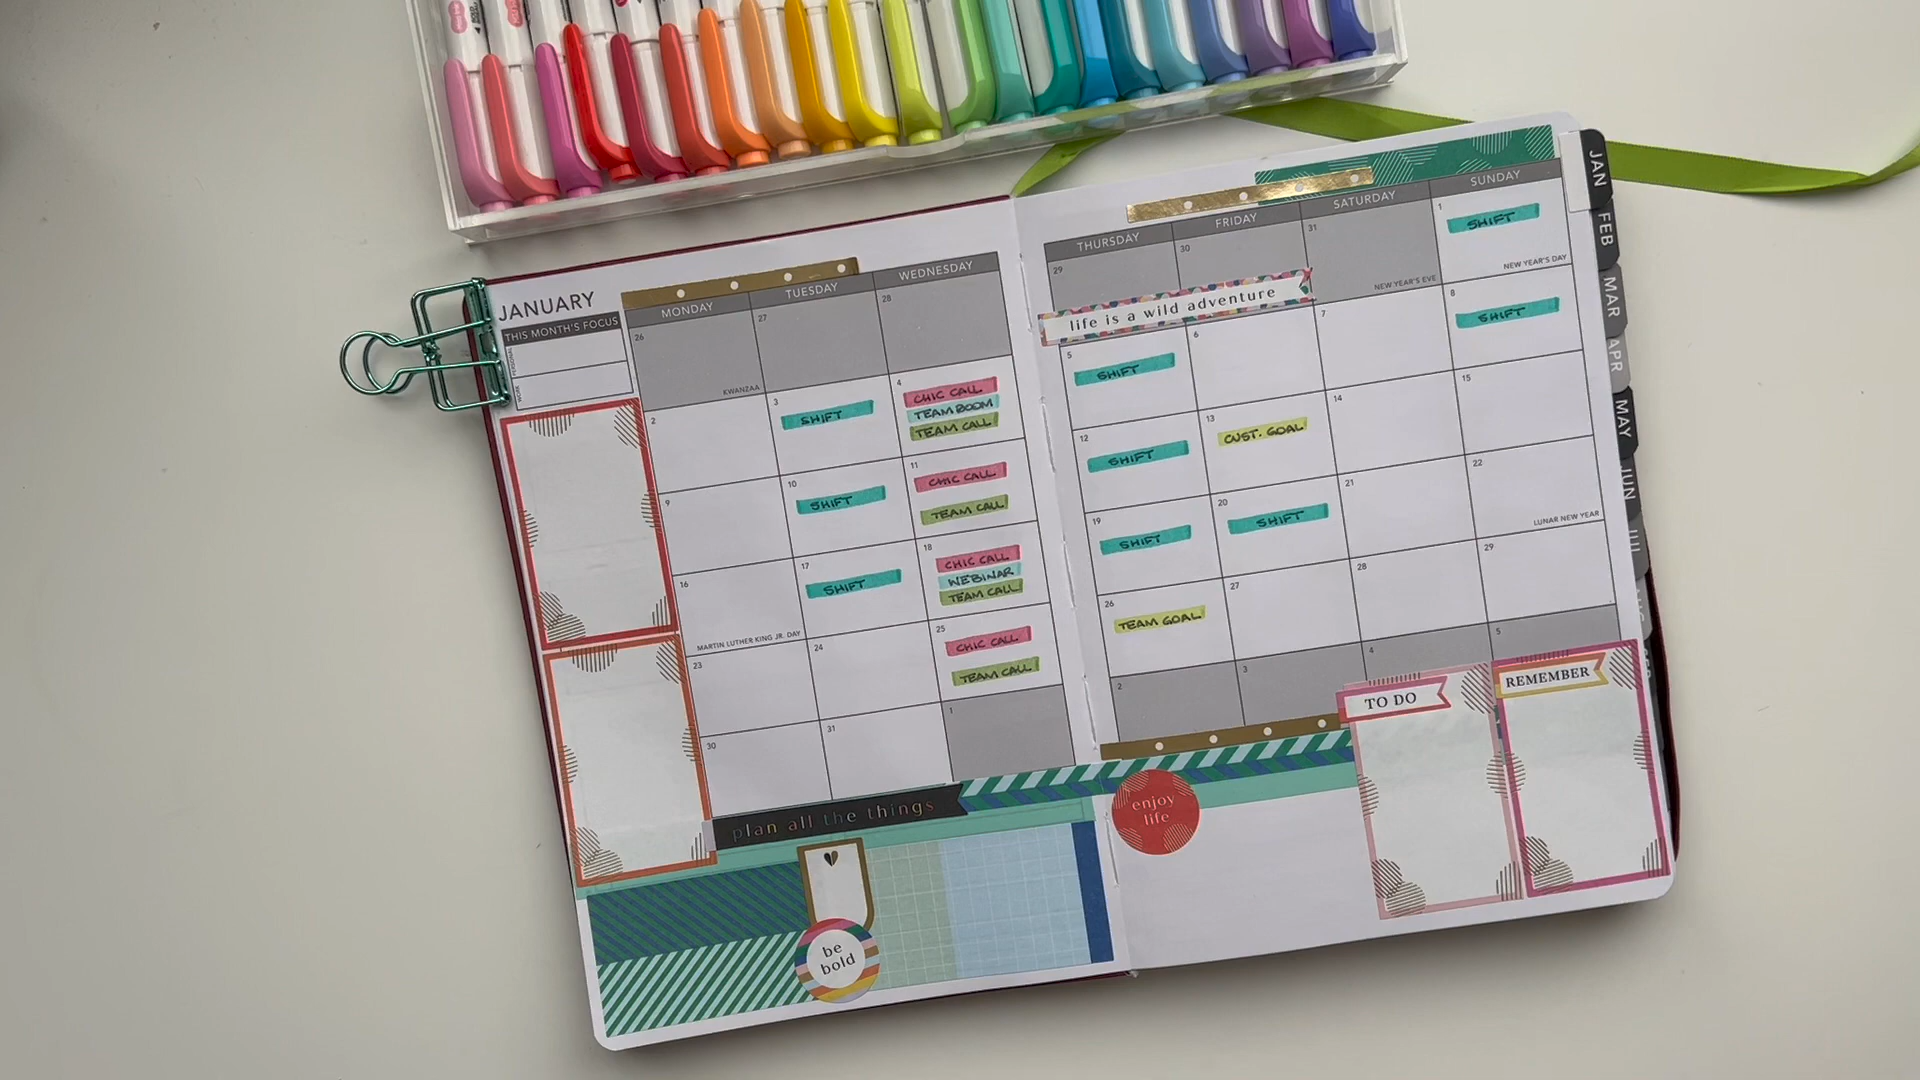 JANUARY
THIS MONTH'S FOCUS
PERSONAL
WORK
MONDAY
TUESDAY
WEDNESDAY
THURSDAY
FRIDAY
SATURDAY
SUNDAY
26
KWANZAA
27
28
29
30
31
NEW YEAR'S EVE
1
SHIFT
NEW YEAR'S DAY
life is a wild adventure
2
3
SHIFT
4
CHIC CALL
TEAM BOOM
TEAM CALL
5
SHIFT
6
7
8
SHIFT
9
10
SHIFT
11
CHIC CALL
TEAM CALL
12
SHIFT
13
CUST. GOAL
14
15
16
MARTIN LUTHER KING JR. DAY
17
SHIFT
18
CHIC CALL
WEBINAR
TEAM CALL
19
SHIFT
20
SHIFT
21
22
LUNAR NEW YEAR
23
24
25
CHIC CALL
TEAM CALL
26
TEAM GOAL
27
28
29
30
31
1
2
3
4
5
TO DO
REMEMBER
plan all the things
enjoy
life
be
bold
JAN
FEB
MAR
APR
MAY
JUN
JUL